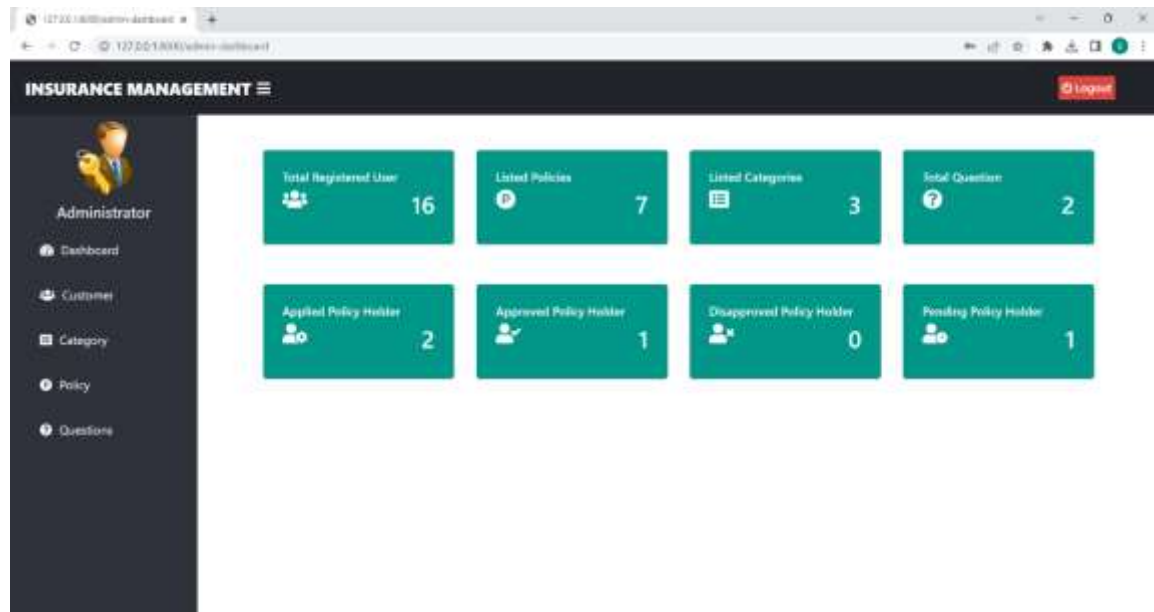 INSURANCE MANAGEMENT
Logout
Administrator
Dashboard
Customer
Category
Policy
Questions
Total Registered User
16
Listed Policies
7
Listed Categories
3
Total Question
2
Applied Policy Holder
2
Approved Policy Holder
1
Disapproved Policy Holder
0
Pending Policy Holder
1